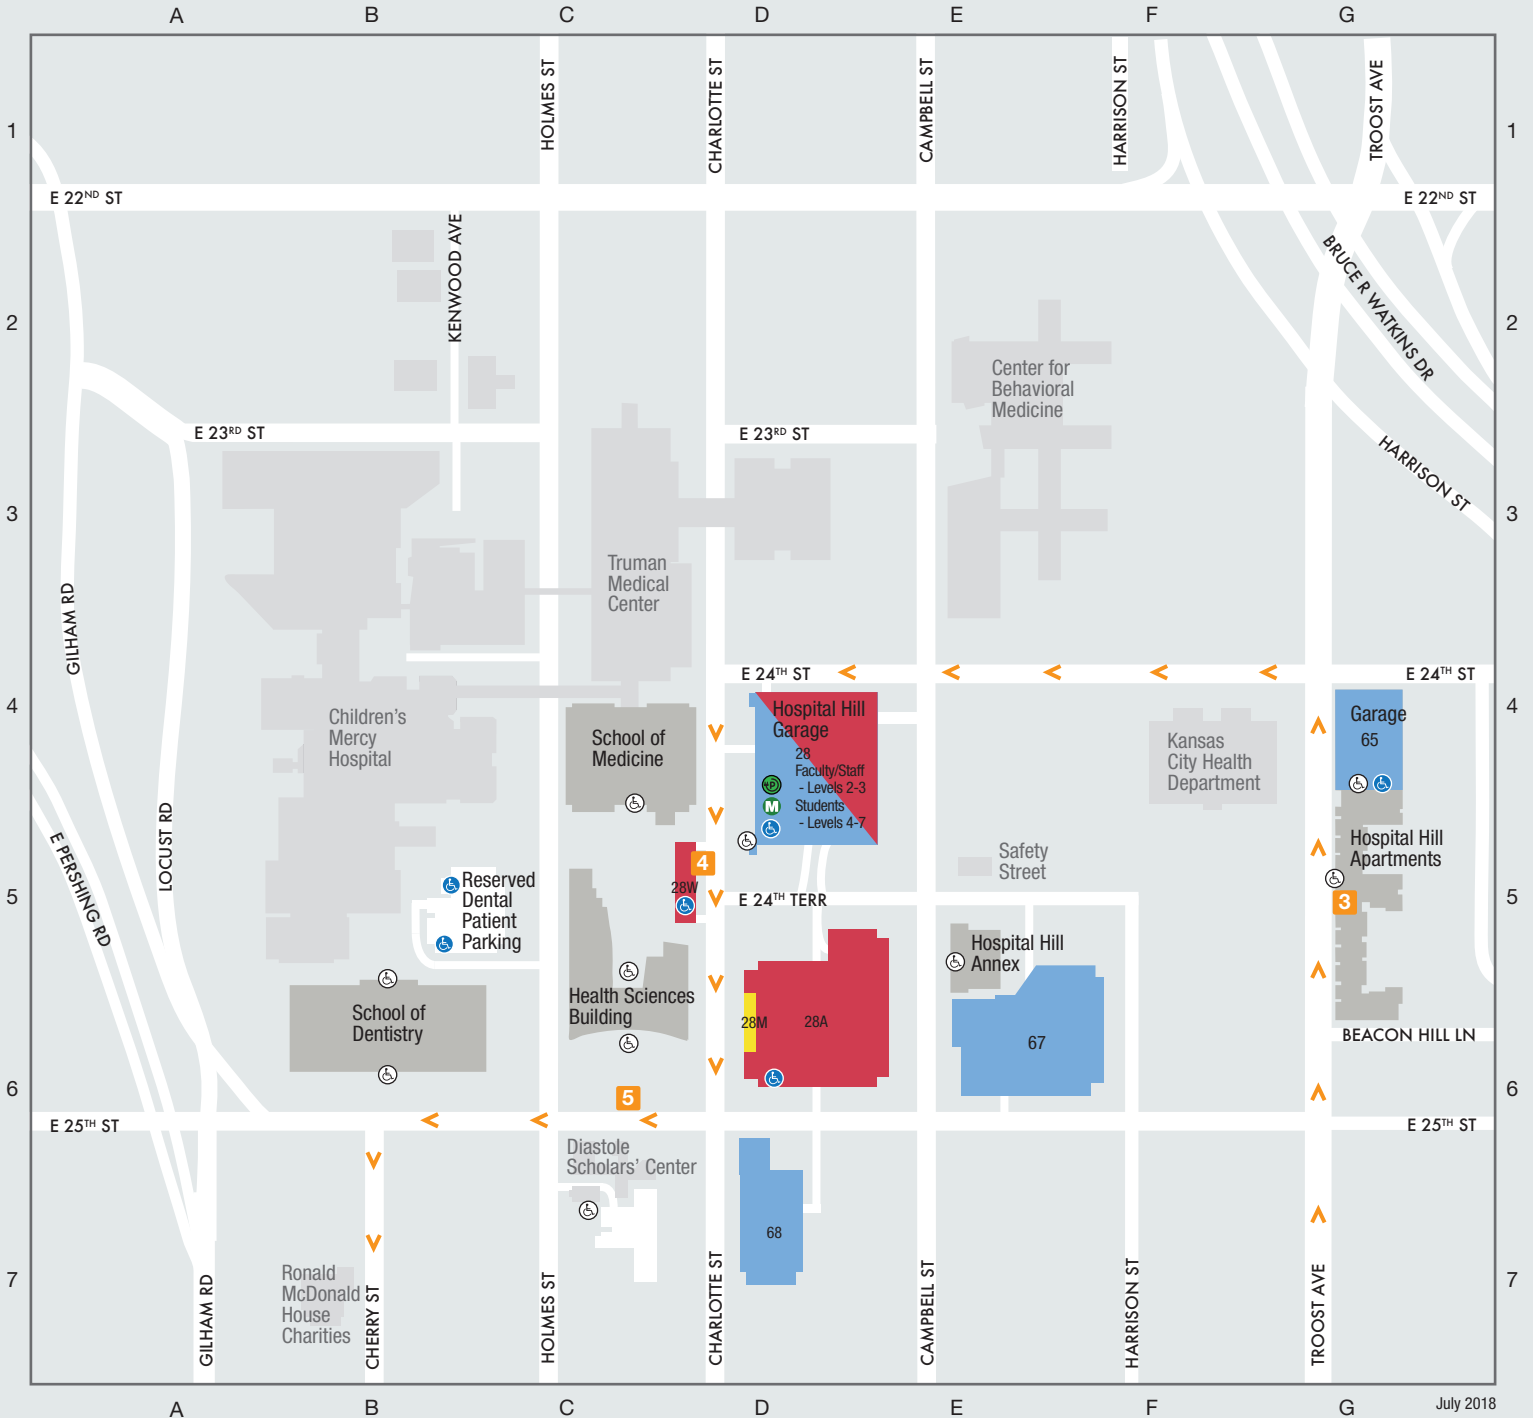 A B C D E F G
HOLMES ST
CHARLOTTE ST
CAMPBELL ST
HARRISON ST
TROOST AVE
1 1
E 22ND ST E 22ND ST
KENWOOD AVE
BRUCE R WATKINS DR
2 2
Center for
Behavioral
Medicine
E 23RD ST E 23RD ST
HARRISON ST
3 3
Truman
Medical
Center
GILHAM RD
E 24TH ST E 24TH ST
4 4
Children's
Mercy
Hospital
School of
Medicine
Hospital Hill
Garage
28
Faculty/Staff
- Levels 2-3
Students
- Levels 4-7
P
M
Kansas
City Health
Department
Garage
65
Hospital Hill
Apartments
E PERSHING RD
LOCUST RD
4
28W
Safety
Street
3
5 5
Reserved
Dental
Patient
Parking
E 24TH TERR
Hospital Hill
Annex
School of
Dentistry
Health Sciences
Building
28M
28A
67
BEACON HILL LN
6 6
5
E 25TH ST E 25TH ST
Diastole
Scholars' Center
68
7 7
Ronald
McDonald
House
Charities
GILHAM RD
CHERRY ST
HOLMES ST
CHARLOTTE ST
CAMPBELL ST
HARRISON ST
TROOST AVE
A B C D E F G
July 2018